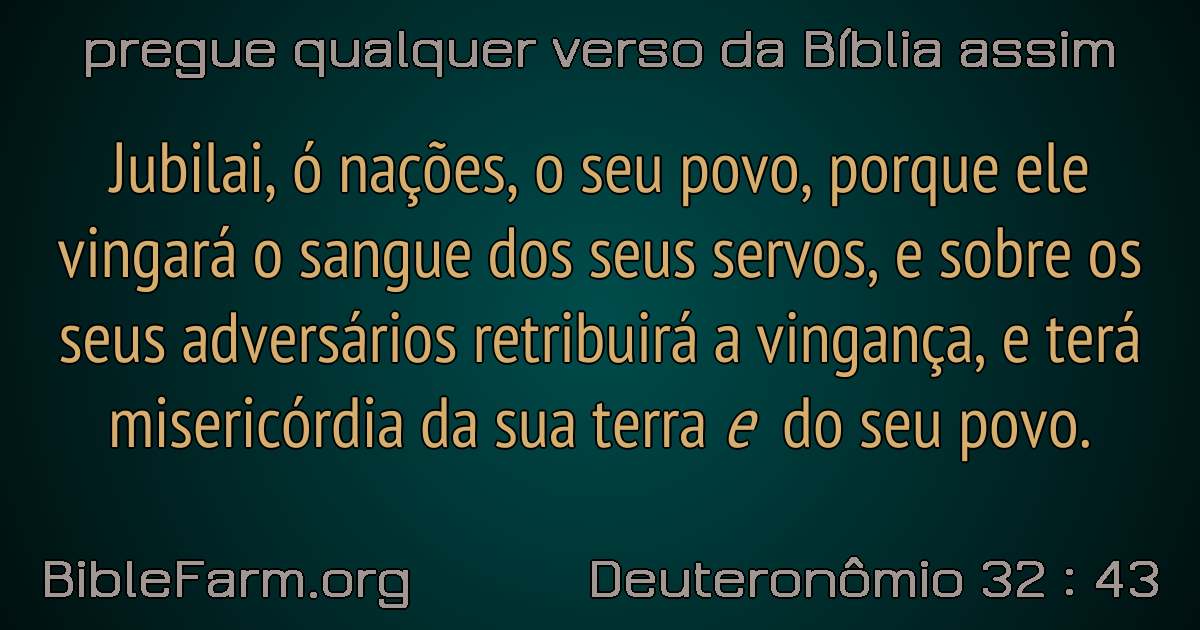 pregue qualquer verso da Bíblia assim
Jubilai, ó nações, o seu povo, porque ele
vingará o sangue dos seus servos, e sobre os
seus adversários retribuirá a vingança, e terá
misericórdia da sua terra e do seu povo.
BibleFarm.org
Deuteronômio 32 : 43